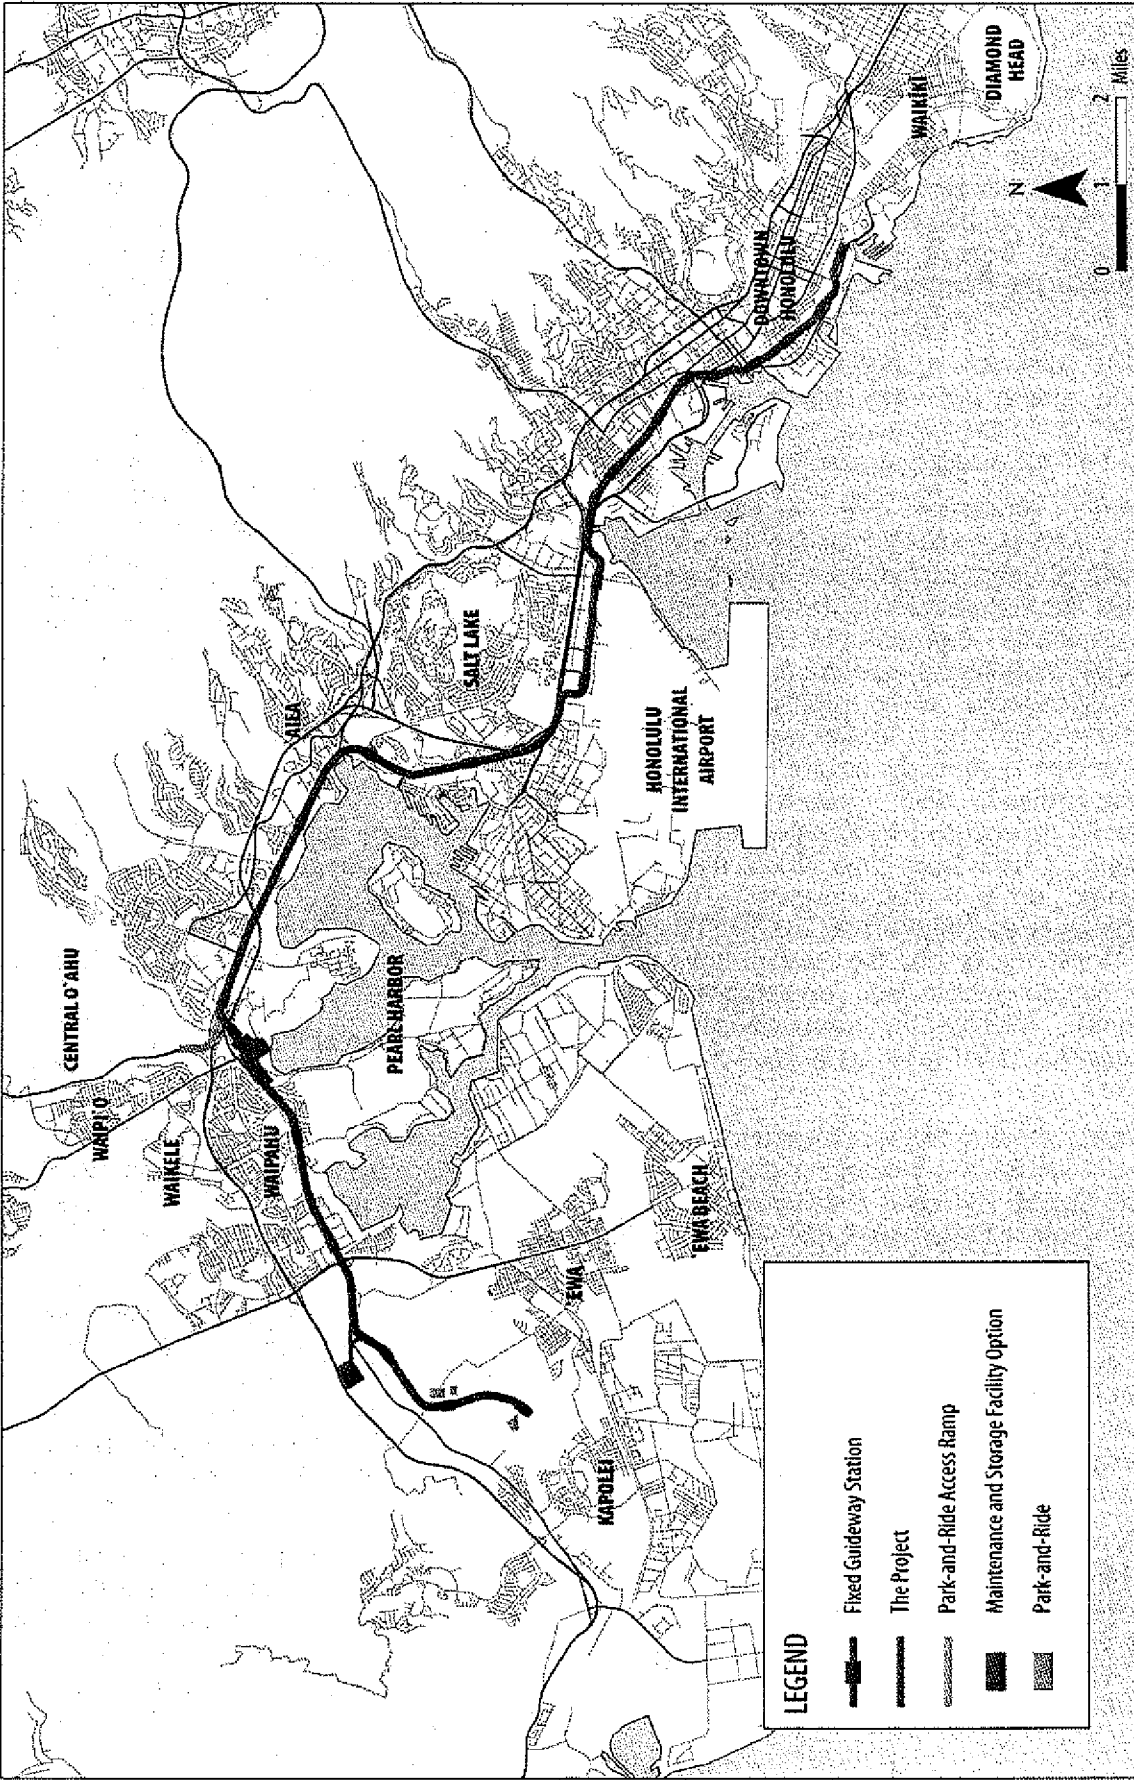 CENTRAL O`AHU
WAIPI`O
WAIKELE
WAIPAHU
AIEA
PEARL HARBOR
SALT LAKE
`EWA
KAPOLEI
`EWA BEACH
HONOLULU
INTERNATIONAL
AIRPORT
DOWNTOWN
HONOLULU
WAIKIKI
DIAMOND
HEAD
LEGEND
Fixed Guideway Station
The Project
Park-and-Ride Access Ramp
Maintenance and Storage Facility Option
Park-and-Ride
N
0 1 2
Miles